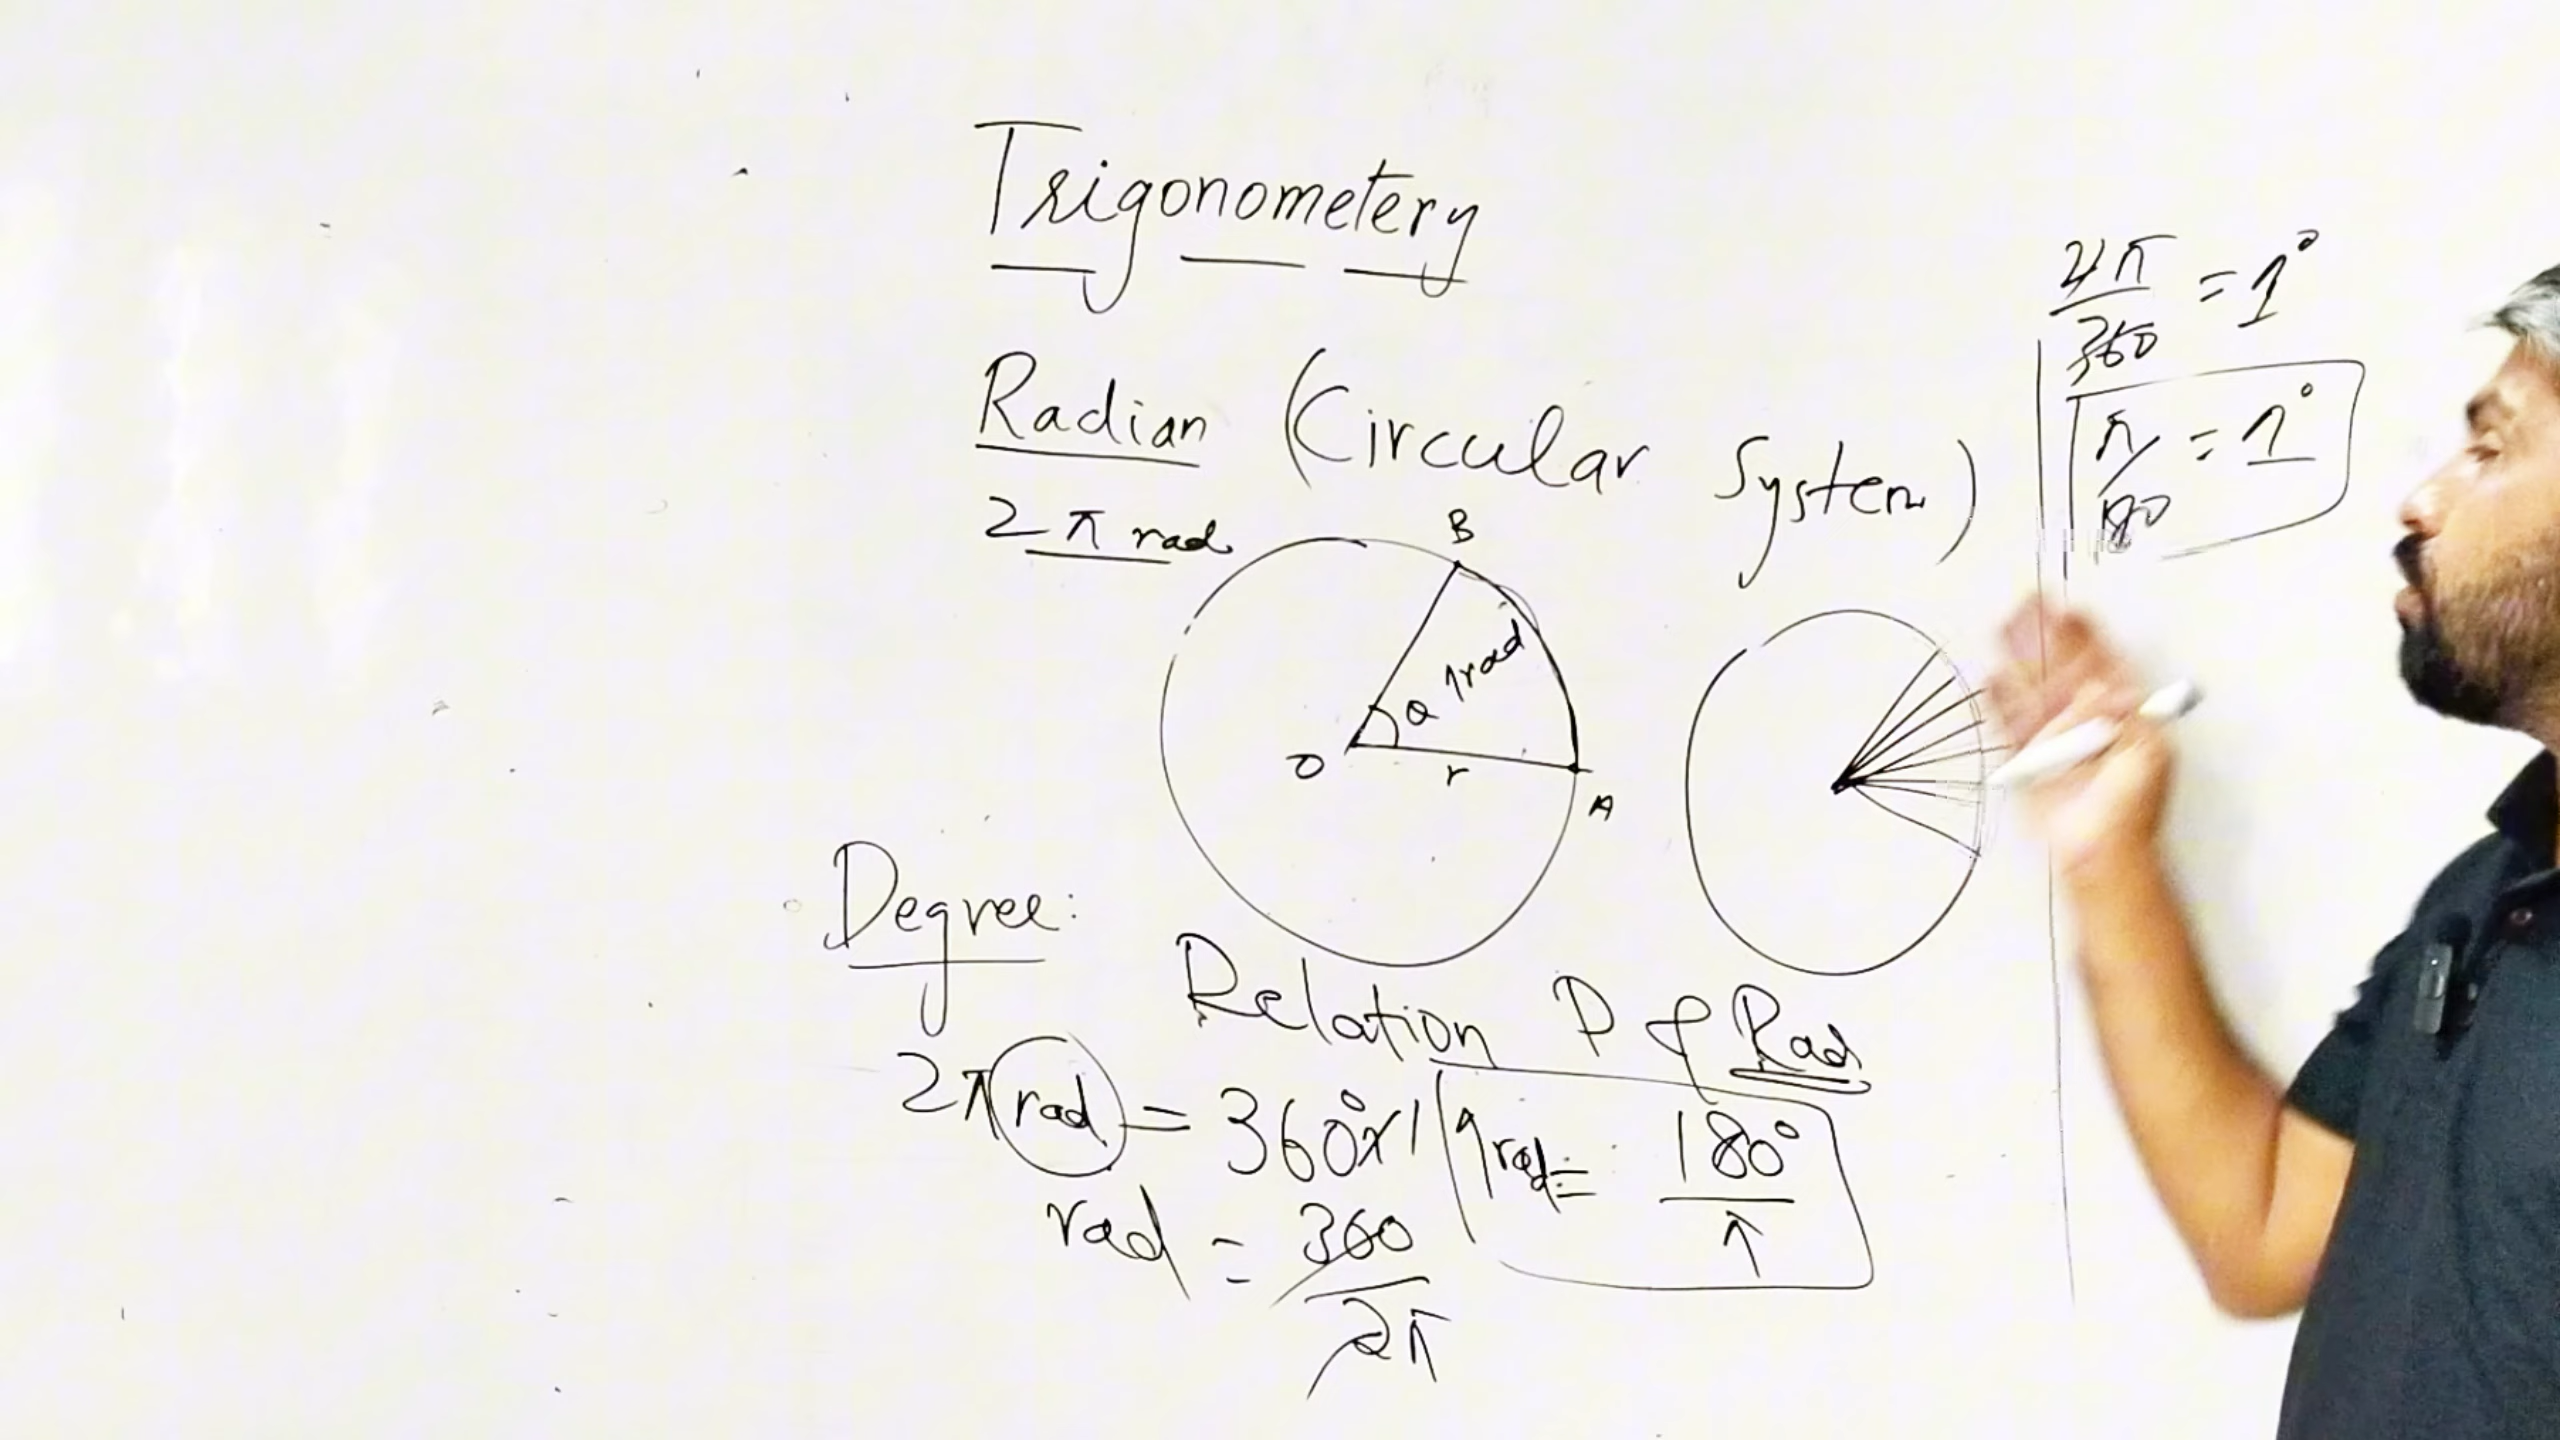 Trigonometery
Radian (Circular System)
2π rad
B
θ 1rad
O
r
A
2π/360 = 1°
π/180 = 1°
Degree:
Relation D & Rad
2π rad = 360° x 1
rad = 360/2π
1 rad = 180°/π